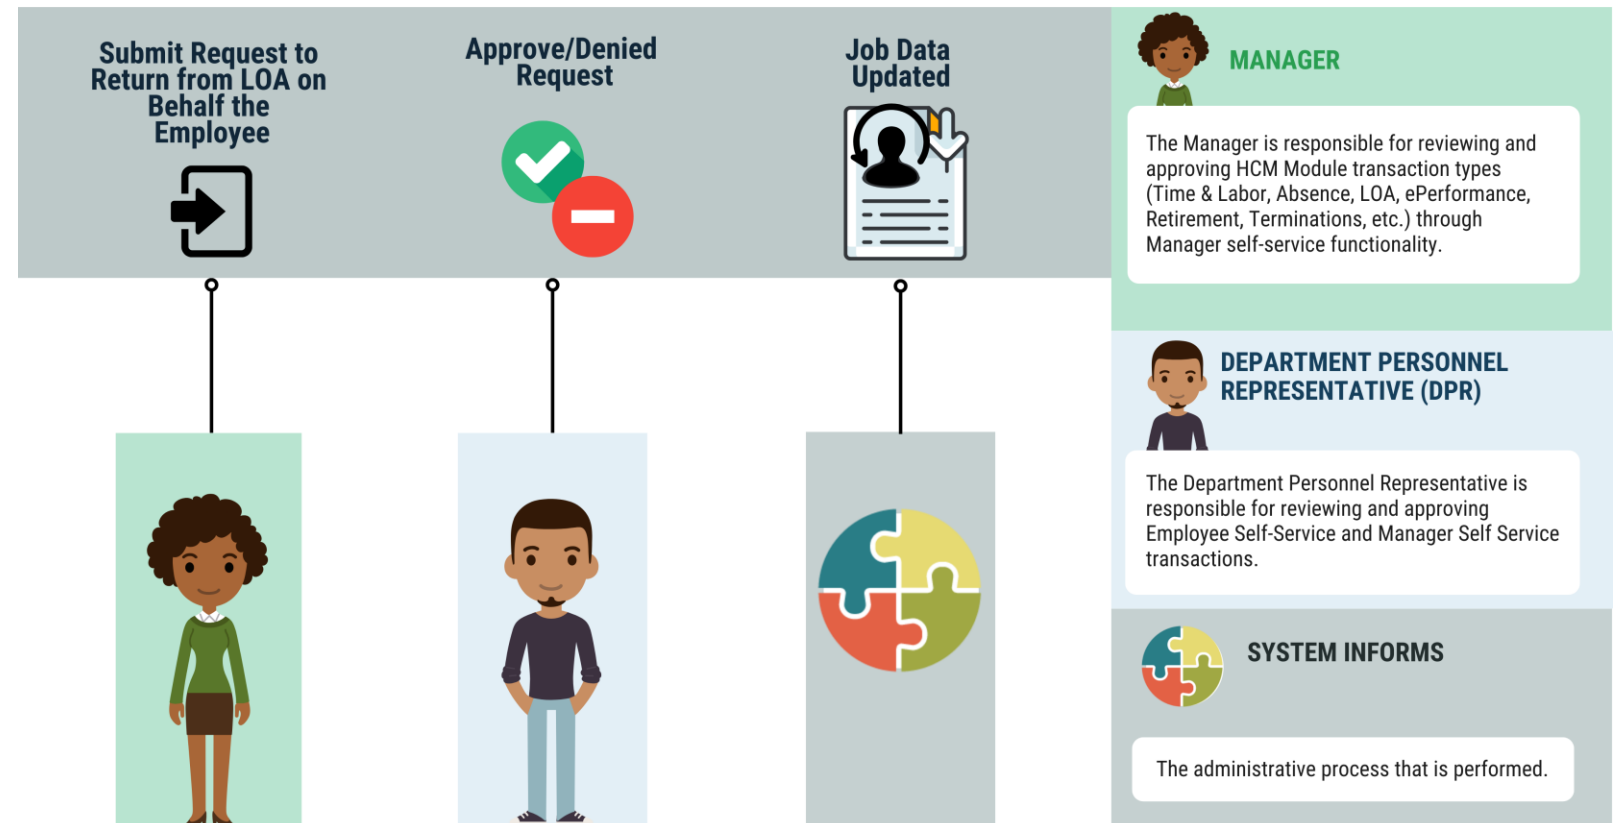 Submit Request to
Return from LOA on
Behalf the
Employee
Approve/Denied
Request
Job Data
Updated
MANAGER
The Manager is responsible for reviewing and
approving HCM Module transaction types
(Time & Labor, Absence, LOA, ePerformance,
Retirement, Terminations, etc.) through
Manager self-service functionality.
DEPARTMENT PERSONNEL
REPRESENTATIVE (DPR)
The Department Personnel Representative is
responsible for reviewing and approving
Employee Self-Service and Manager Self Service
transactions.
SYSTEM INFORMS
The administrative process that is performed.